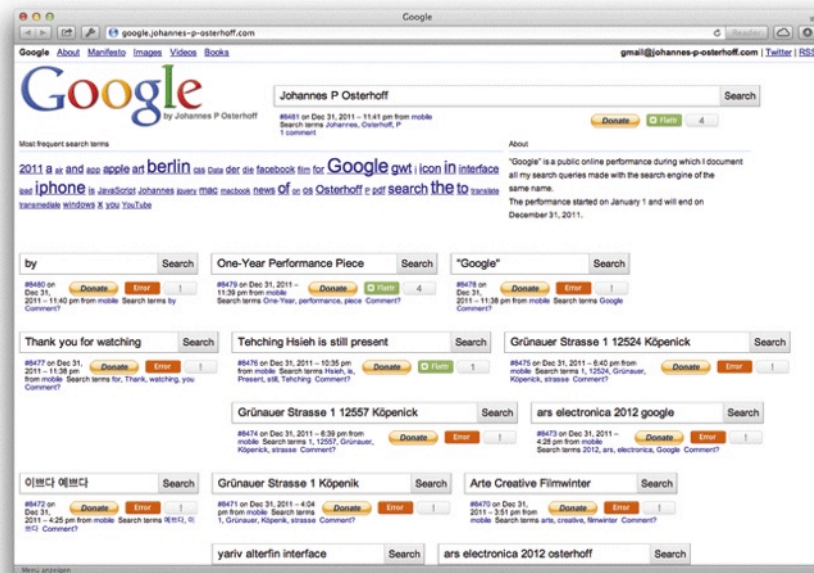 Google
google.johannes-p-osterhoff.com
Reader
Google About Manifesto Images Videos Books
gmail@johannes-p-osterhoff.com | Twitter | RSS
Google
by Johannes P Osterhoff
Johannes P Osterhoff Search
#8481 on Dec 31, 2011 – 11:41 pm from mobile
Search terms Johannes, Osterhoff, P
1 comment
Donate Flattr 4
Most frequent search terms
2011 a air and app apple art berlin css Data der die facebook film for Google gwt i icon in interface
ipad iphone is JavaScript Johannes jquery mac macbook news of on os Osterhoff P pdf search the to translate
transmediale windows X you YouTube
About
"Google" is a public online performance during which I document
all my search queries made with the search engine of the
same name.
The performance started on January 1 and will end on
December 31, 2011.
by Search
#8480 on
Dec 31,
2011 – 11:40 pm from mobile Search terms by
Comment?
Donate Error !
One-Year Performance Piece Search
#8479 on Dec 31, 2011 –
11:39 pm from mobile
Search terms One-Year, performance, piece Comment?
Donate Flattr 4
"Google" Search
#8478 on
Dec 31,
2011 – 11:38 pm from mobile Search terms Google
Comment?
Donate Error !
Thank you for watching Search
#8477 on Dec 31,
2011 – 11:38 pm
from mobile Search terms for, Thank, watching, you
Comment?
Donate Error !
Tehching Hsieh is still present Search
#8476 on Dec 31, 2011 – 10:35 pm
from mobile Search terms Hsieh, is,
Present, still, Tehching Comment?
Donate Flattr 1
Grünauer Strasse 1 12524 Köpenick Search
#8475 on Dec 31, 2011 – 6:40 pm from
mobile Search terms 1, 12524, Grünauer,
Köpenick, strasse Comment?
Donate Error !
Grünauer Strasse 1 12557 Köpenick Search
#8474 on Dec 31, 2011 – 6:39 pm from
mobile Search terms 1, 12557, Grünauer,
Köpenick, strasse Comment?
Donate Error !
ars electronica 2012 google Search
#8473 on Dec 31, 2011 –
4:28 pm from mobile
Search terms 2012, ars, electronica, Google Comment?
Donate Error !
이쁘다 예쁘다 Search
#8472 on
Dec 31,
2011 – 4:25 pm from mobile Search terms 예쁘다, 이
쁘다 Comment?
Donate Error !
Grünauer Strasse 1 Köpenik Search
#8471 on Dec 31, 2011 – 4:04
pm from mobile Search terms
1, Grünauer, Köpenik, strasse Comment?
Donate Error !
Arte Creative Filmwinter Search
#8470 on Dec 31,
2011 – 3:51 pm from
mobile Search terms arte, creative, filmwinter Comment?
Donate Error !
yariv alterfin interface Search
ars electronica 2012 osterhoff Search
Menü anzeigen